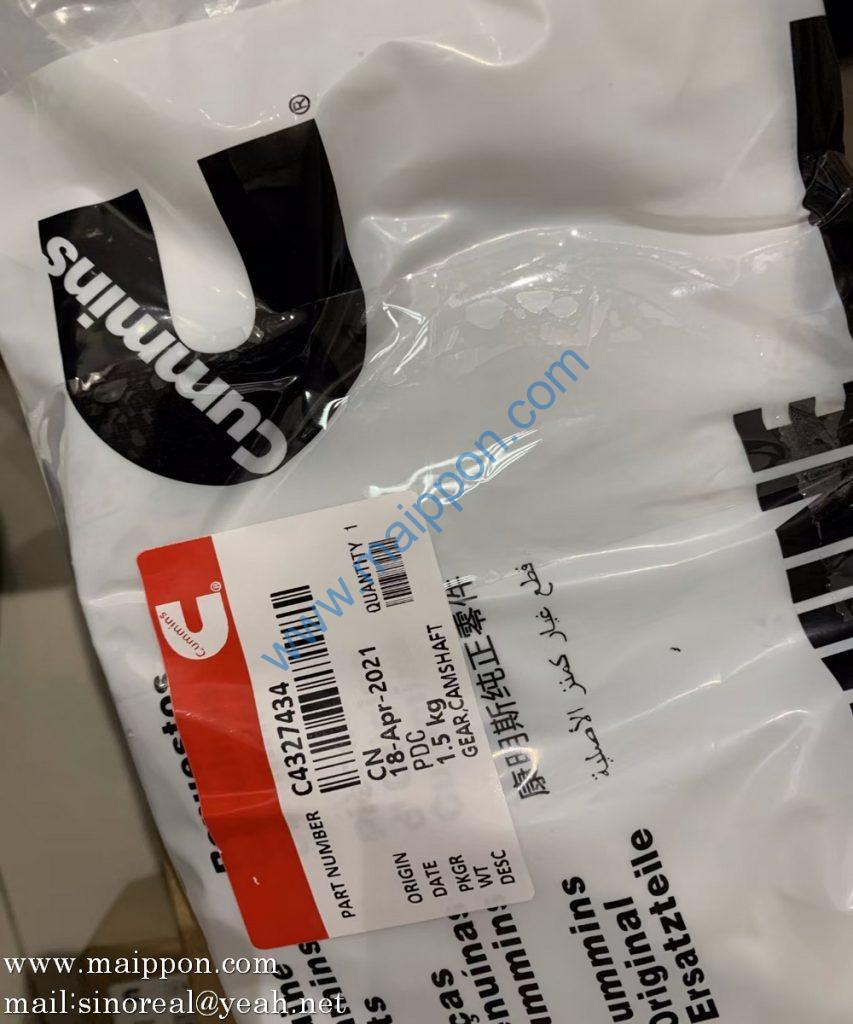 ®
Cummins
Cummins
®
PART NUMBER C4327434
ORIGIN CN
DATE 18-Apr-2021
PKGR PDC
WT 1.5 kg
DESC GEAR,CAMSHAFT
QUANTITY 1
康明斯纯正零件
قطع غيار كمنز الأصلية
Cummins
Original
Ersatzteile
www.maippon.com
www.maippon.com
mail:sinoreal@yeah.net